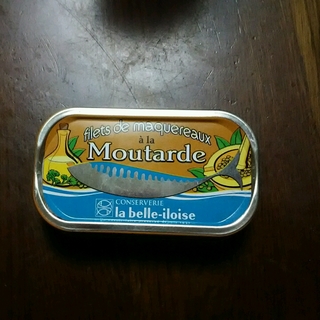 filets de maquereaux
à la
Moutarde
CONSERVERIE
la belle-iloise